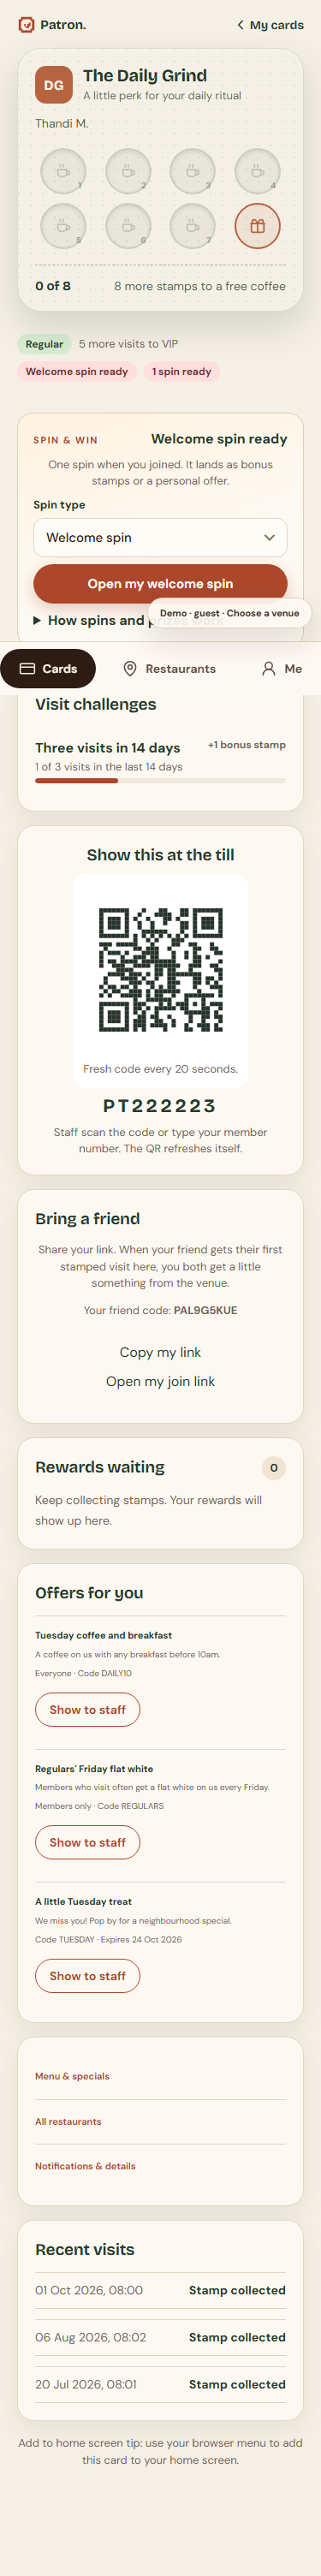 Patron.
My cards
DG
The Daily Grind
A little perk for your daily ritual
Thandi M.
1
2
3
4
5
6
7
0 of 8
8 more stamps to a free coffee
Regular
5 more visits to VIP
Welcome spin ready
1 spin ready
SPIN & WIN
Welcome spin ready
One spin when you joined. It lands as bonus
stamps or a personal offer.
Spin type
Welcome spin
Open my welcome spin
Demo · guest · Choose a venue
How spins and prizes work
Cards
Restaurants
Me
Visit challenges
Three visits in 14 days
+1 bonus stamp
1 of 3 visits in the last 14 days
Show this at the till
Fresh code every 20 seconds.
PT222223
Staff scan the code or type your member
number. The QR refreshes itself.
Bring a friend
Share your link. When your friend gets their first
stamped visit here, you both get a little
something from the venue.
Your friend code: PAL9G5KUE
Copy my link
Open my join link
Rewards waiting
0
Keep collecting stamps. Your rewards will
show up here.
Offers for you
Tuesday coffee and breakfast
A coffee on us with any breakfast before 10am.
Everyone · Code DAILY10
Show to staff
Regulars' Friday flat white
Members who visit often get a flat white on us every Friday.
Members only · Code REGULARS
Show to staff
A little Tuesday treat
We miss you! Pop by for a neighbourhood special.
Code TUESDAY · Expires 24 Oct 2026
Show to staff
Menu & specials
All restaurants
Notifications & details
Recent visits
01 Oct 2026, 08:00
Stamp collected
06 Aug 2026, 08:02
Stamp collected
20 Jul 2026, 08:01
Stamp collected
Add to home screen tip: use your browser menu to add
this card to your home screen.